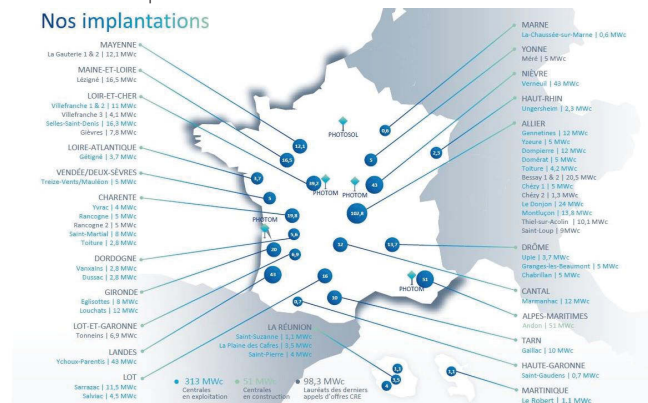 Nos implantations
MAYENNE
La Gauterie 1 & 2 | 12,1 MWc
MAINE-ET-LOIRE
Lézigné | 16,5 MWc
LOIR-ET-CHER
Villefranche 1 & 2 | 11 MWc
Villefranche 3 | 4,1 MWc
Selles-Saint-Denis | 16,3 MWc
Gièvres | 7,8 MWc
LOIRE-ATLANTIQUE
Gétigné | 3,7 MWc
VENDÉE/DEUX-SÈVRES
Treize-Vents/Mauléon | 5 MWc
CHARENTE
Yvrac | 4 MWc
Rancogne | 5 MWc
Rancogne 2 | 5 MWc
Saint-Martial | 8 MWc
Toiture | 2,8 MWc
DORDOGNE
Vanxains | 2,8 MWc
Dussac | 2,8 MWc
GIRONDE
Eglisottes | 8 MWc
Louchats | 12 MWc
LOT-ET-GARONNE
Tonneins | 6,9 MWc
LANDES
Ychoux-Parentis | 43 MWc
LOT
Sarrazac | 11,5 MWc
Salviac | 4,5 MWc
MARNE
La-Chaussée-sur-Marne | 0,6 MWc
YONNE
Méré | 5 MWc
NIÈVRE
Verneuil | 43 MWc
HAUT-RHIN
Ungersheim | 2,3 MWc
ALLIER
Gennetines | 12 MWc
Yzeure | 5 MWc
Dompierre | 12 MWc
Domérat | 5 MWc
Toiture | 4,2 MWc
Bessay 1 & 2 | 20,5 MWc
Chézy 1 | 5 MWc
Chézy 2 | 1,3 MWc
Le Donjon | 24 MWc
Montluçon | 13,8 MWc
Thiel-sur-Acolin | 10,1 MWc
Saint-Loup | 9MWc
DRÔME
Upie | 3,7 MWc
Granges-les-Beaumont | 5 MWc
Chabrillan | 5 MWc
CANTAL
Marmanhac | 12 MWc
ALPES-MARITIMES
Andon | 51 MWc
TARN
Gaillac | 10 MWc
HAUTE-GARONNE
Saint-Gaudens | 0,7 MWc
MARTINIQUE
Le Robert | 1,1 MWc
LA RÉUNION
Saint-Suzanne | 1,1 MWc
La Plaine des Cafres | 3,5 MWc
Saint-Pierre | 4 MWc
PHOTOSOL
PHOTOM
PHOTOM
PHOTOM
PHOTOM
0,6
12,1
2,3
16,5
5
3,7
39,2
43
5
19,8
102,8
5,6
20
6,9
12
13,7
43
16
51
0,7
10
1,1
3,5
4
1,1
313 MWc
Centrales
en exploitation
51 MWc
Centrales
en construction
98,3 MWc
Lauréats des derniers
appels d'offres CRE